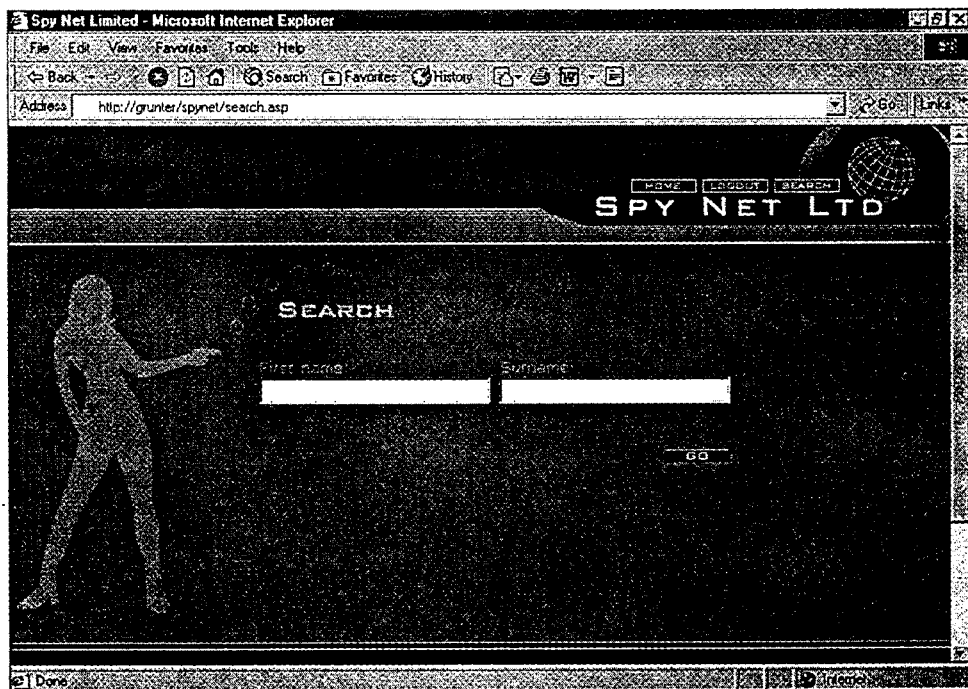 Spy Net Limited - Microsoft Internet Explorer
File Edit View Favorites Tools Help
Back Search Favorites History
Address http://grunter/spynet/search.asp Go Links
HOME LOGOUT SEARCH
SPY NET LTD
SEARCH
First name Surname
GO
Done Internet